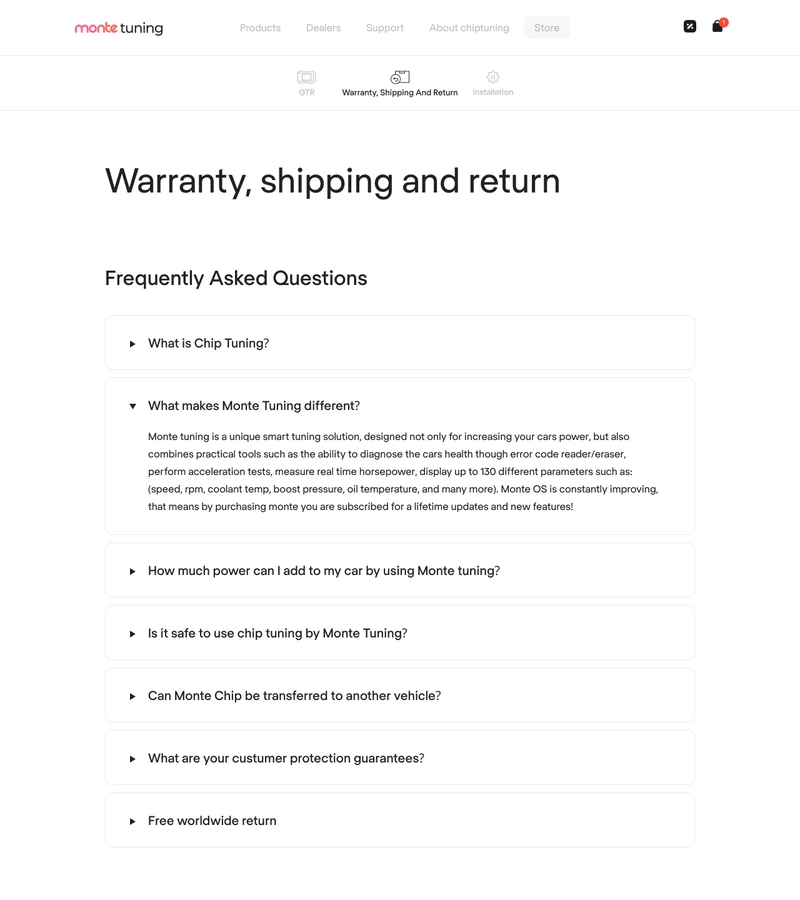 monte tuning
Products Dealers Support About chiptuning Store
1
GTR Warranty, Shipping And Return Installation
Warranty, shipping and return
Frequently Asked Questions
What is Chip Tuning?
What makes Monte Tuning different?
Monte tuning is a unique smart tuning solution, designed not only for increasing your cars power, but also
combines practical tools such as the ability to diagnose the cars health though error code reader/eraser,
perform acceleration tests, measure real time horsepower, display up to 130 different parameters such as:
(speed, rpm, coolant temp, boost pressure, oil temperature, and many more). Monte OS is constantly improving,
that means by purchasing monte you are subscribed for a lifetime updates and new features!
How much power can I add to my car by using Monte tuning?
Is it safe to use chip tuning by Monte Tuning?
Can Monte Chip be transferred to another vehicle?
What are your custumer protection guarantees?
Free worldwide return